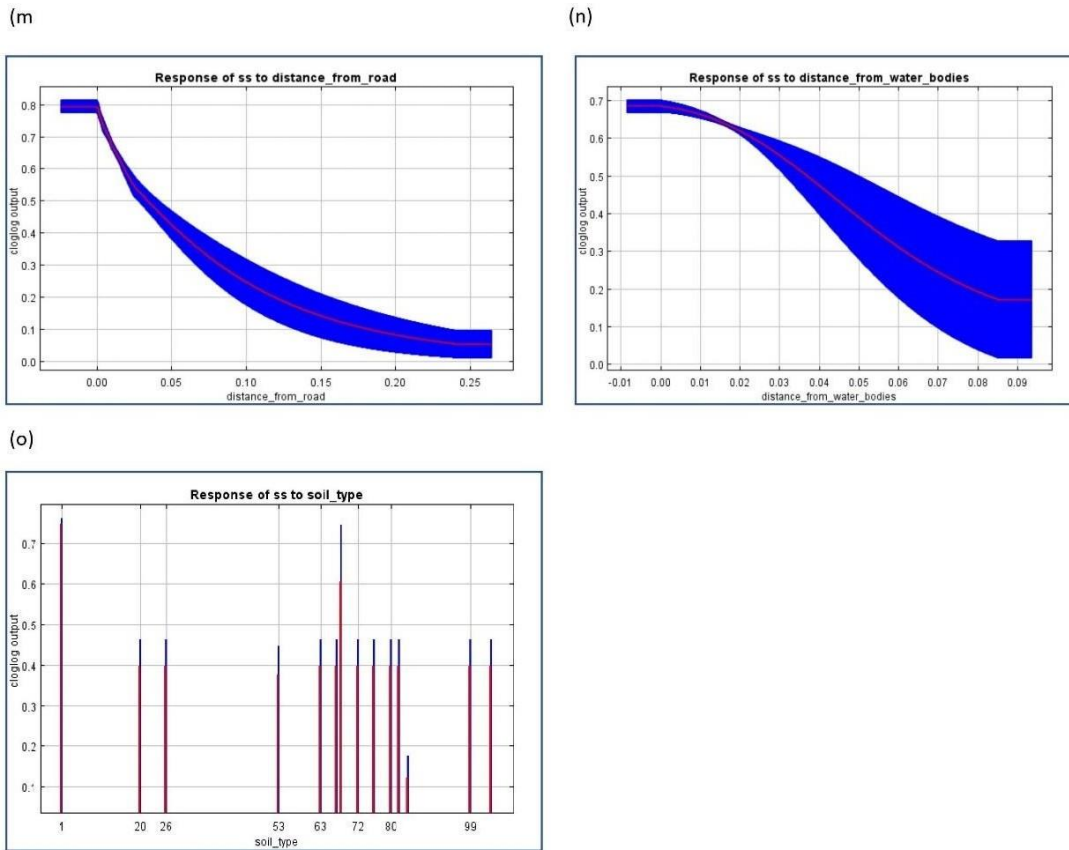 (m
Response of ss to distance_from_road
cloglog output
0.8
0.7
0.6
0.5
0.4
0.3
0.2
0.1
0.0
0.00 0.05 0.10 0.15 0.20 0.25
distance_from_road
(n)
Response of ss to distance_from_water_bodies
cloglog output
0.7
0.6
0.5
0.4
0.3
0.2
0.1
0.0
-0.01 0.00 0.01 0.02 0.03 0.04 0.05 0.06 0.07 0.08 0.09
distance_from_water_bodies
(o)
Response of ss to soil_type
cloglog output
0.7
0.6
0.5
0.4
0.3
0.2
0.1
1 20 26 53 63 72 80 99
soil_type